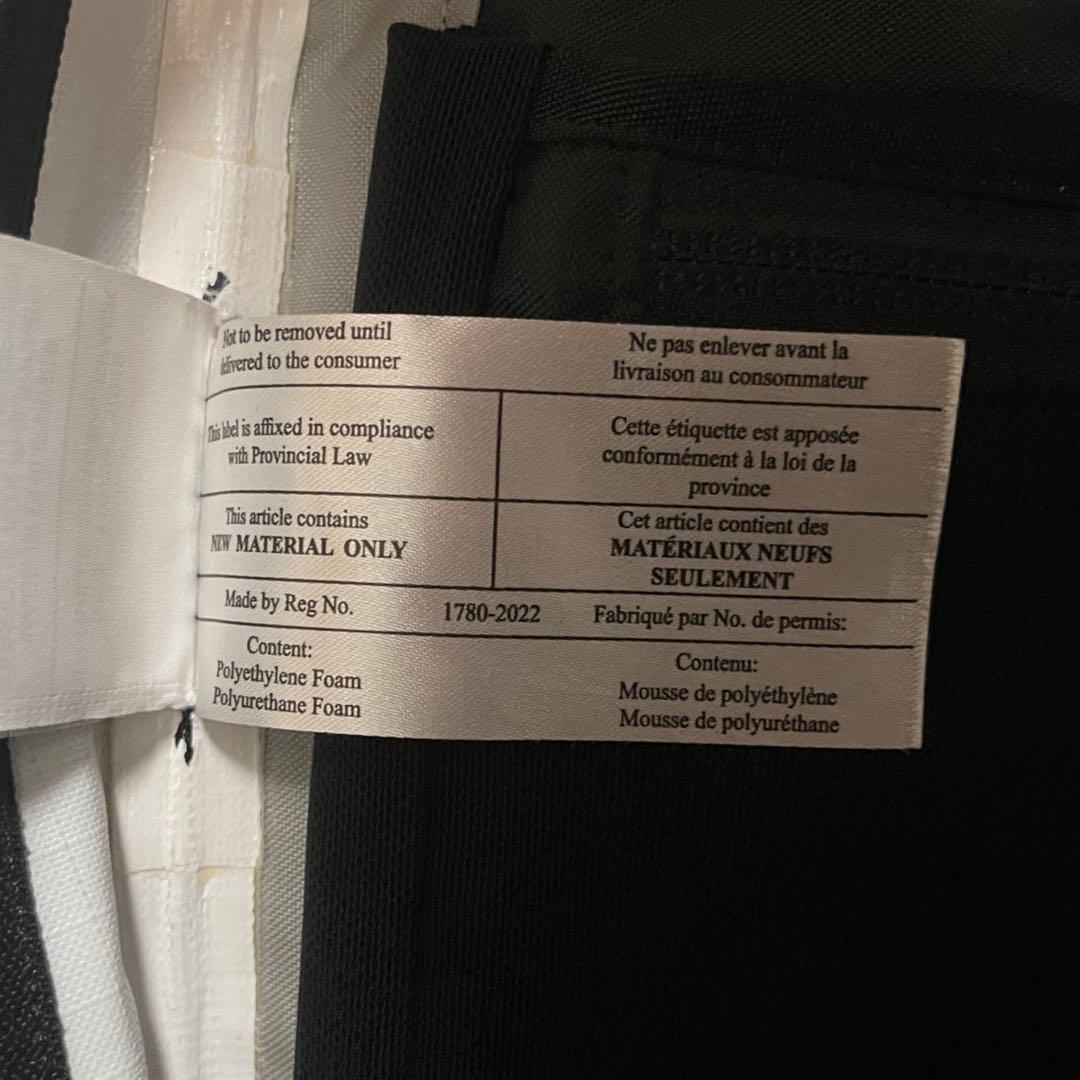 Not to be removed until
delivered to the consumer
Ne pas enlever avant la
livraison au consommateur
This label is affixed in compliance
with Provincial Law
Cette étiquette est apposée
conformément à la loi de la
province
This article contains
NEW MATERIAL ONLY
Cet article contient des
MATÉRIAUX NEUFS
SEULEMENT
Made by Reg No. 1780-2022 Fabriqué par No. de permis:
Content:
Polyethylene Foam
Polyurethane Foam
Contenu:
Mousse de polyéthylène
Mousse de polyuréthane